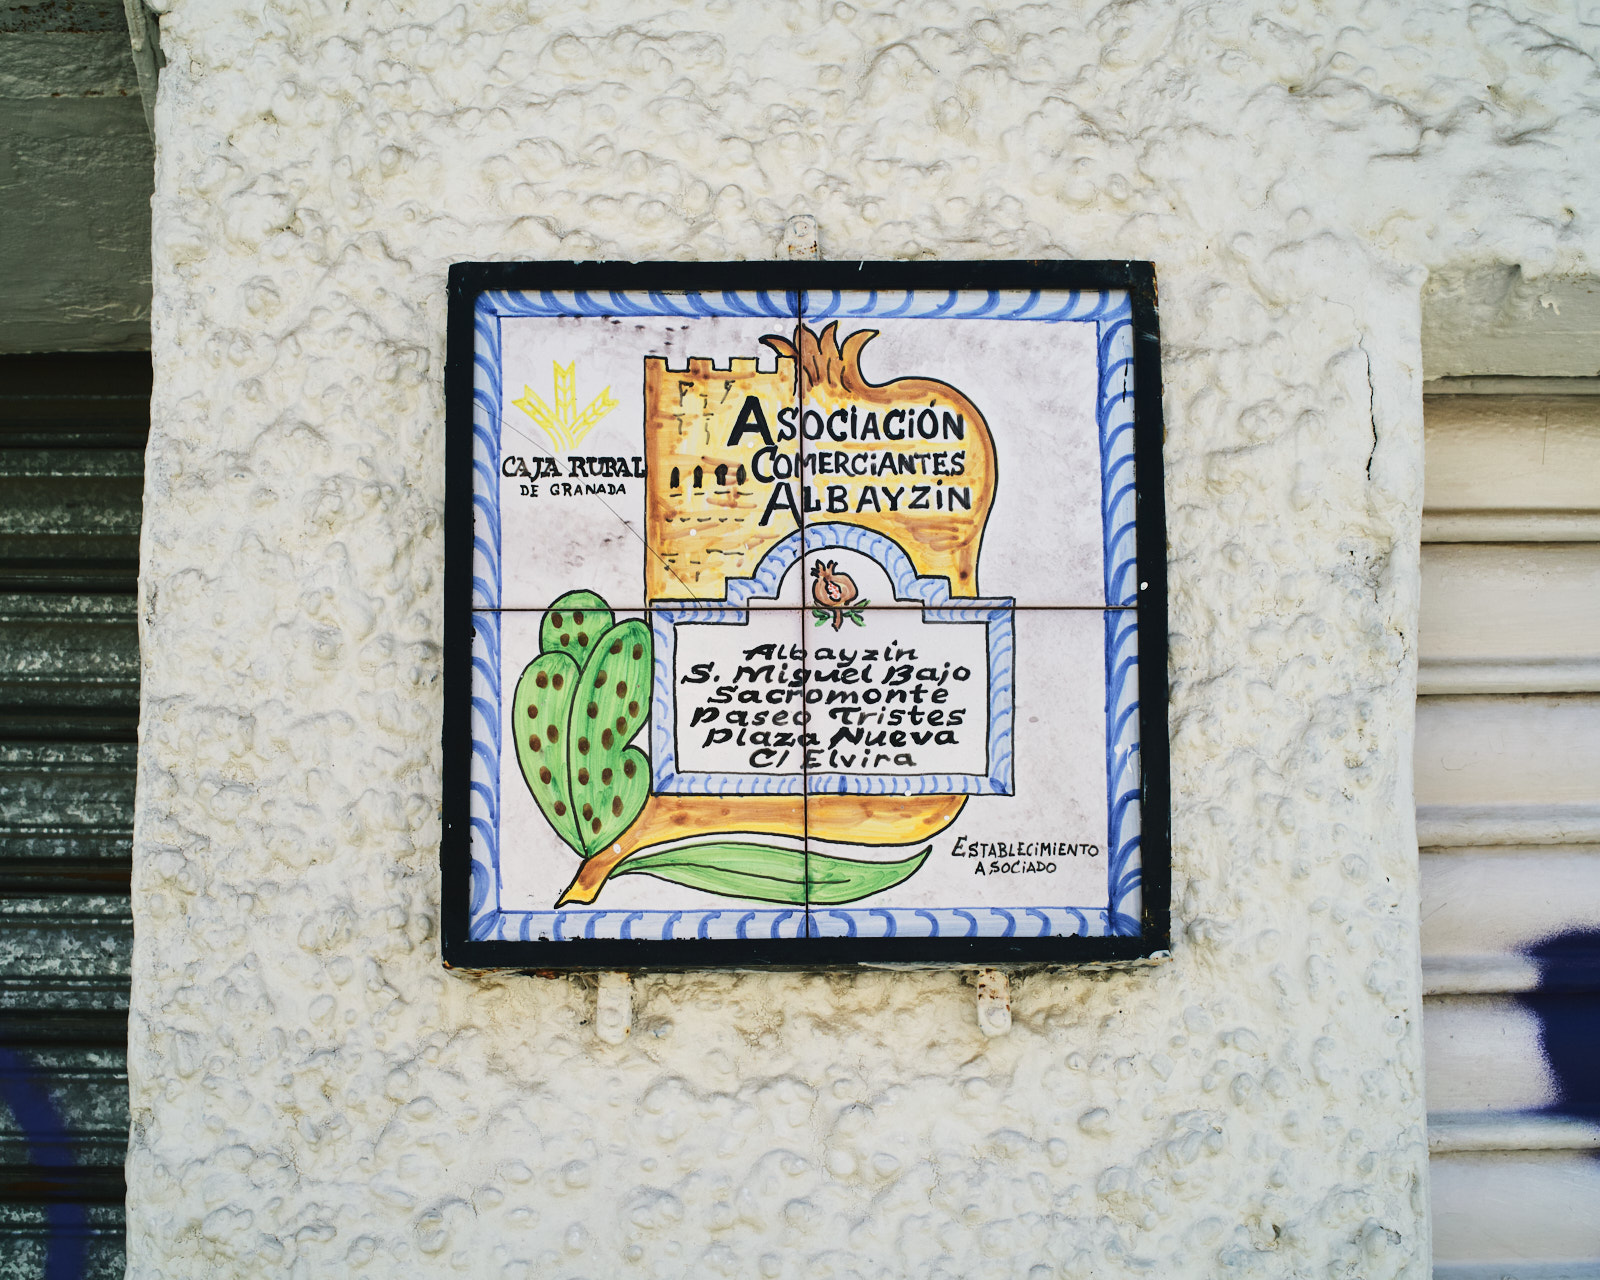 CAJA RURAL
DE GRANADA
ASOCIACIÓN
COMERCIANTES
ALBAYZIN
Albayzin
S. Miguel Bajo
Sacromonte
Paseo Tristes
Plaza Nueva
C/ Elvira
ESTABLECIMIENTO
ASOCIADO